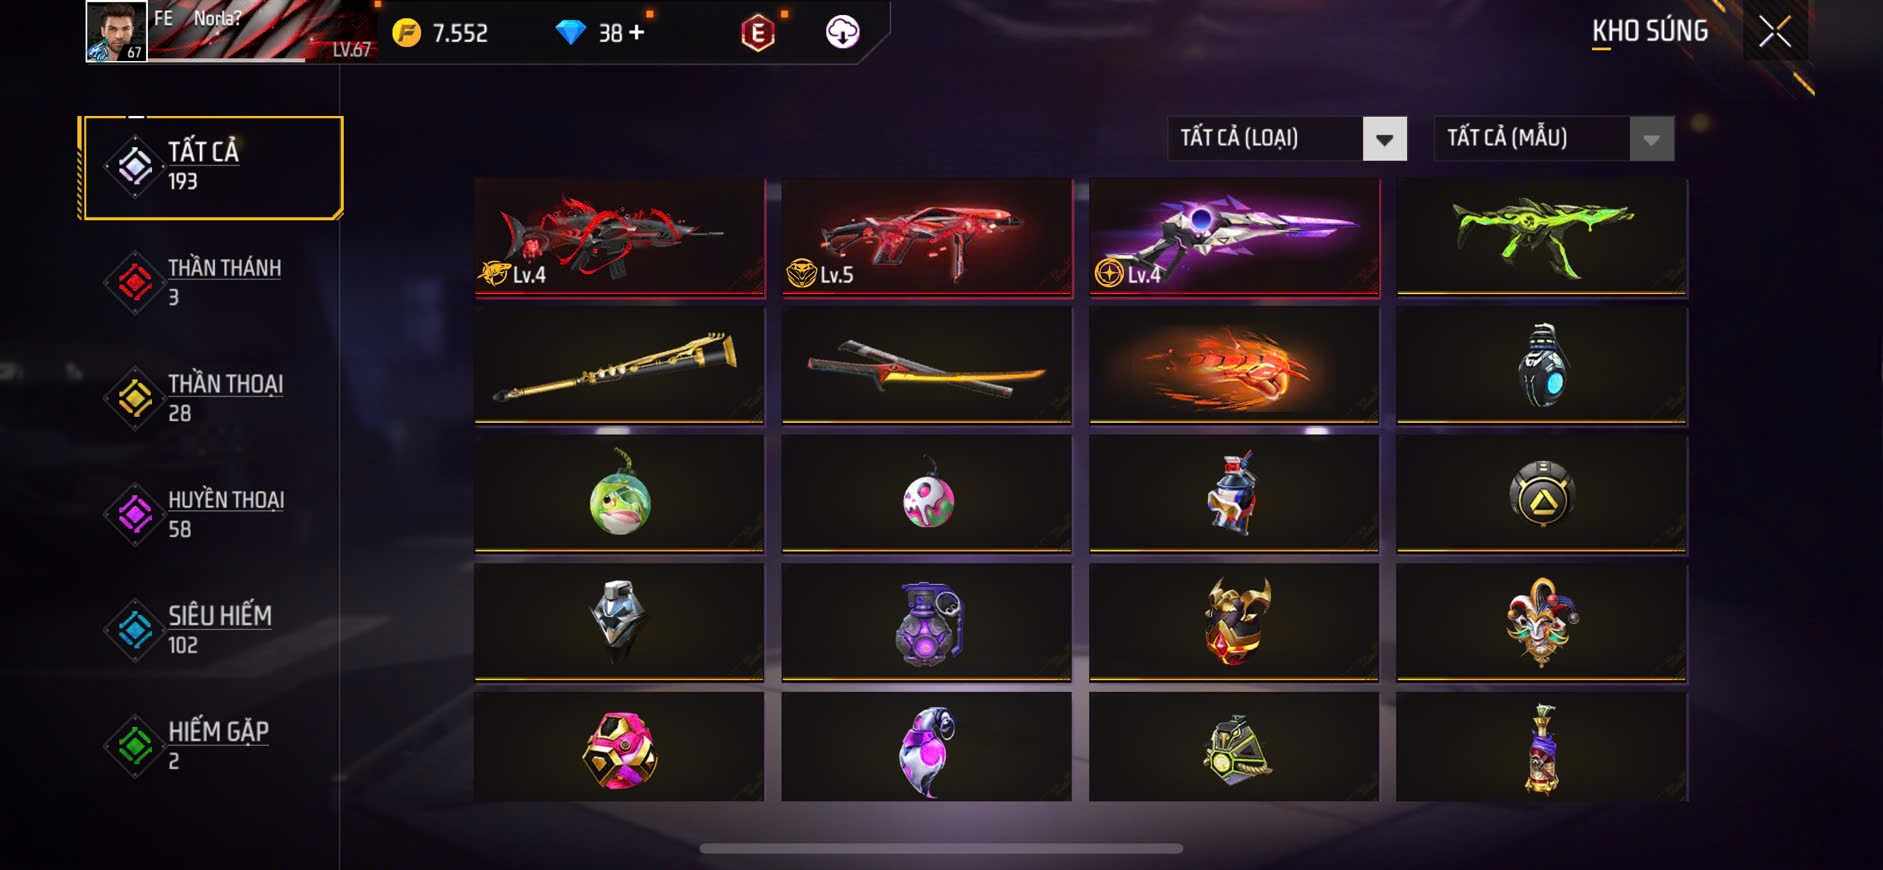 FE Norla?
LV.67
67
7.552
38+
E
KHO SÚNG
TẤT CẢ
193
THẦN THÁNH
3
THẦN THOẠI
28
HUYỀN THOẠI
58
SIÊU HIẾM
102
HIẾM GẶP
2
TẤT CẢ (LOẠI)
TẤT CẢ (MẪU)
Lv.4
Lv.5
Lv.4